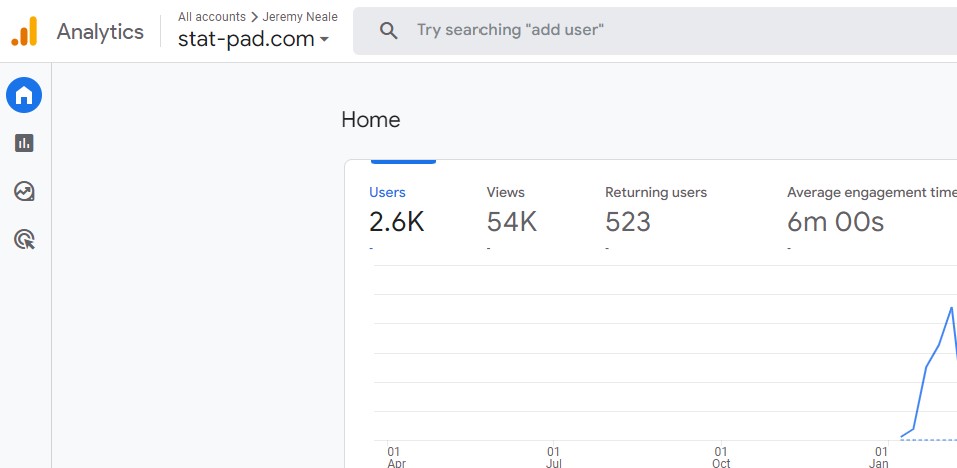 All accounts > Jeremy Neale
Analytics
stat-pad.com
Try searching "add user"
Home
Users
Views
Returning users
Average engagement time
2.6K
54K
523
6m 00s
- - - -
01 01 01 01
Apr Jul Oct Jan